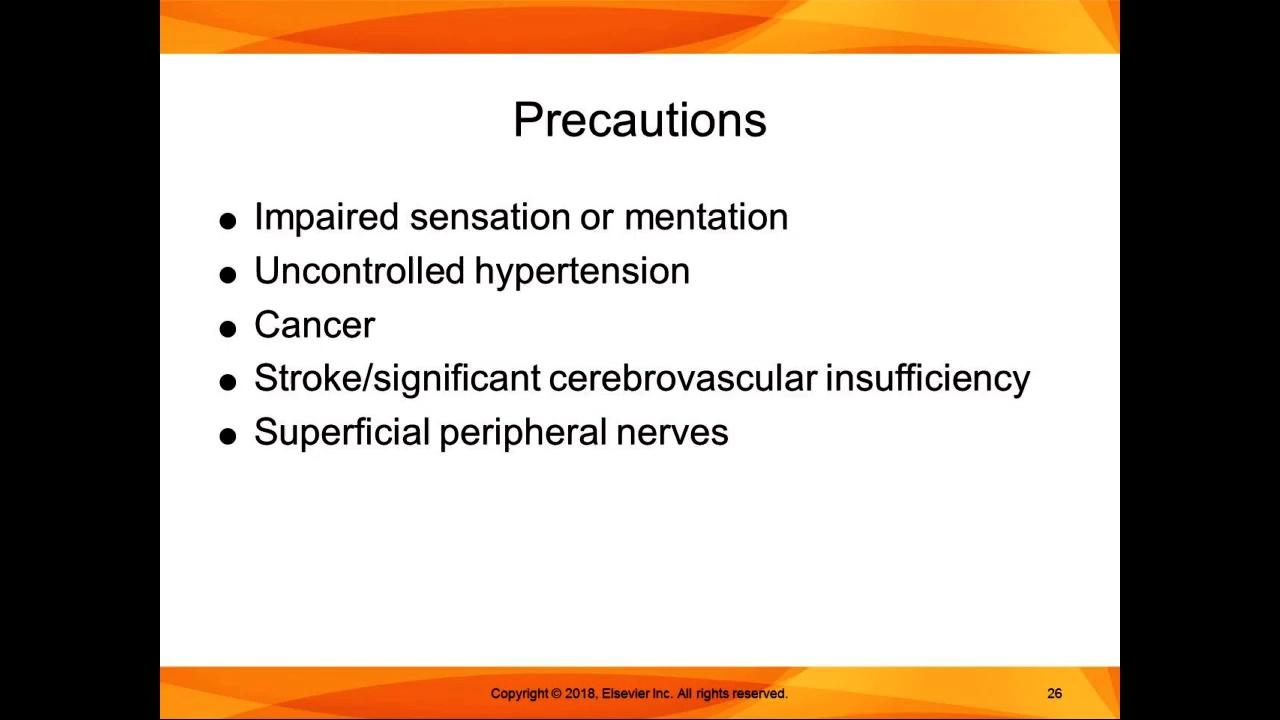 Precautions
● Impaired sensation or mentation
● Uncontrolled hypertension
● Cancer
● Stroke/significant cerebrovascular insufficiency
● Superficial peripheral nerves
Copyright © 2018, Elsevier Inc. All rights reserved.
26